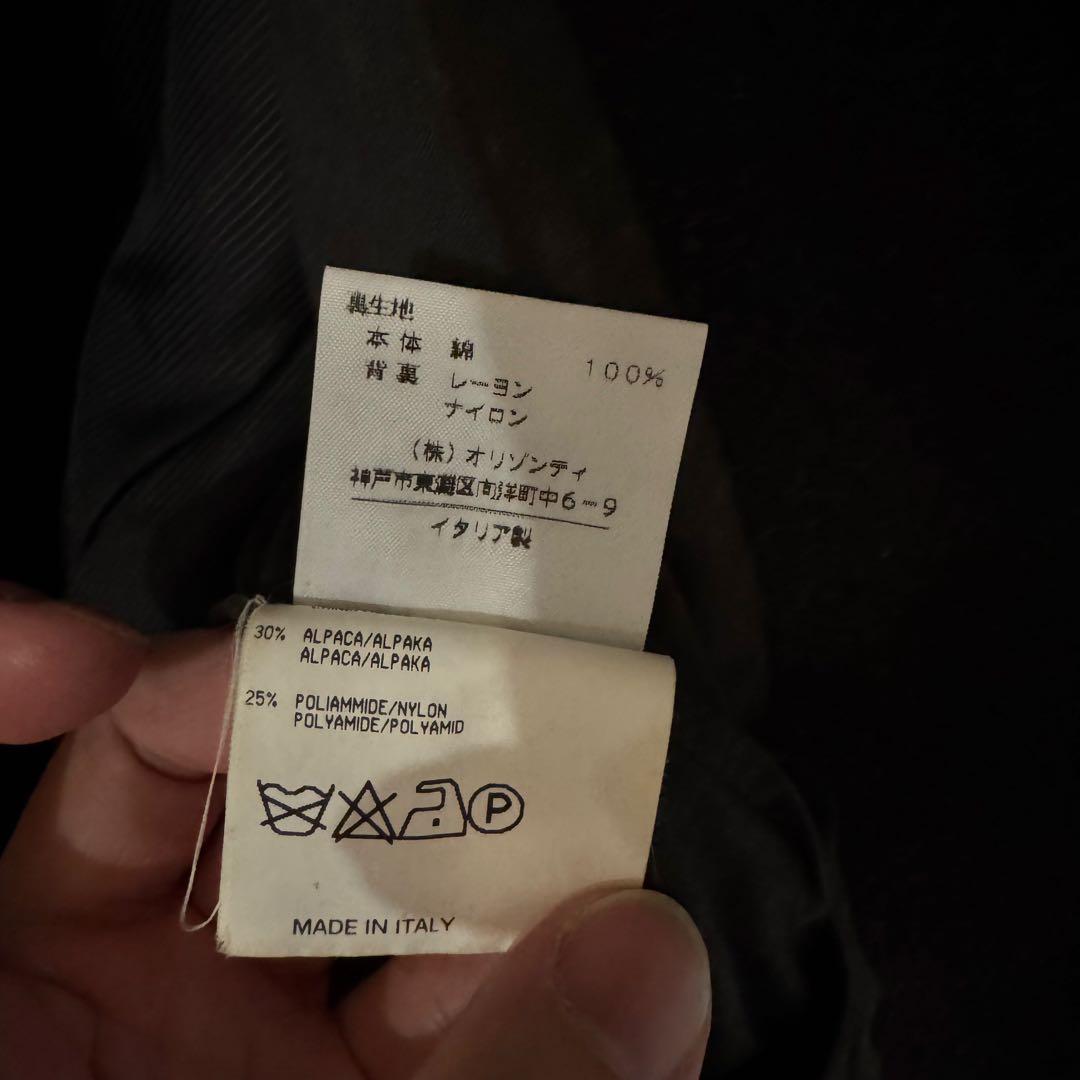 裏生地
本体 綿 100%
背裏 レーヨン
ナイロン
(株)オリゾンティ
神戸市東灘区向洋町中6-9
イタリア製
30% ALPACA/ALPAKA
ALPACA/ALPAKA
25% POLIAMMIDE/NYLON
POLYAMIDE/POLYAMID
P
MADE IN ITALY